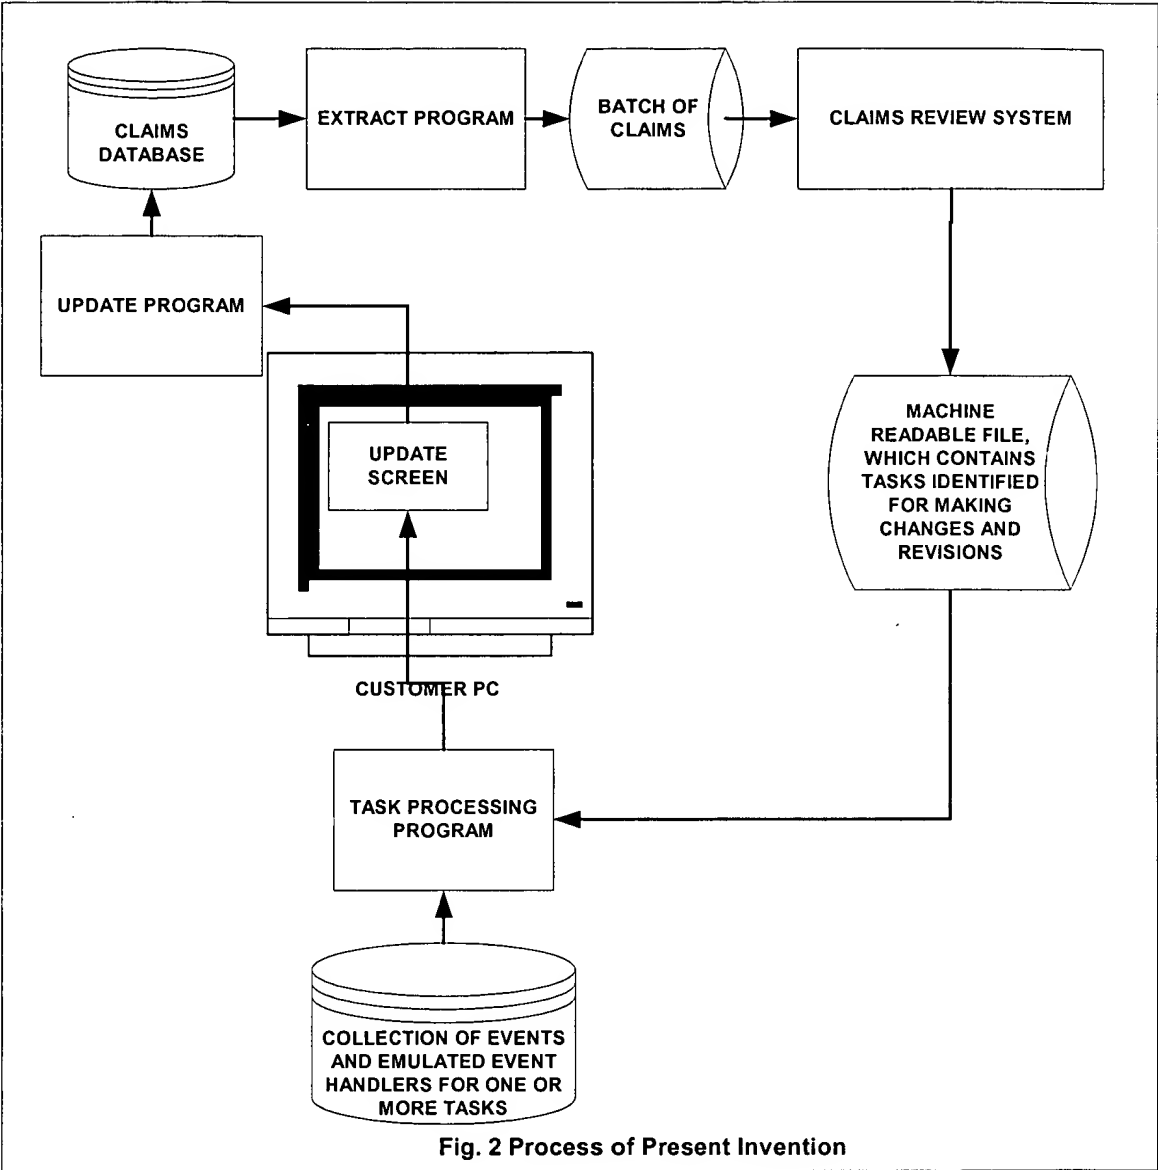 CLAIMS
DATABASE
EXTRACT PROGRAM
BATCH OF
CLAIMS
CLAIMS REVIEW SYSTEM
UPDATE PROGRAM
UPDATE
SCREEN
MACHINE
READABLE FILE,
WHICH CONTAINS
TASKS IDENTIFIED
FOR MAKING
CHANGES AND
REVISIONS
CUSTOMER PC
TASK PROCESSING
PROGRAM
COLLECTION OF EVENTS
AND EMULATED EVENT
HANDLERS FOR ONE OR
MORE TASKS
Fig. 2 Process of Present Invention